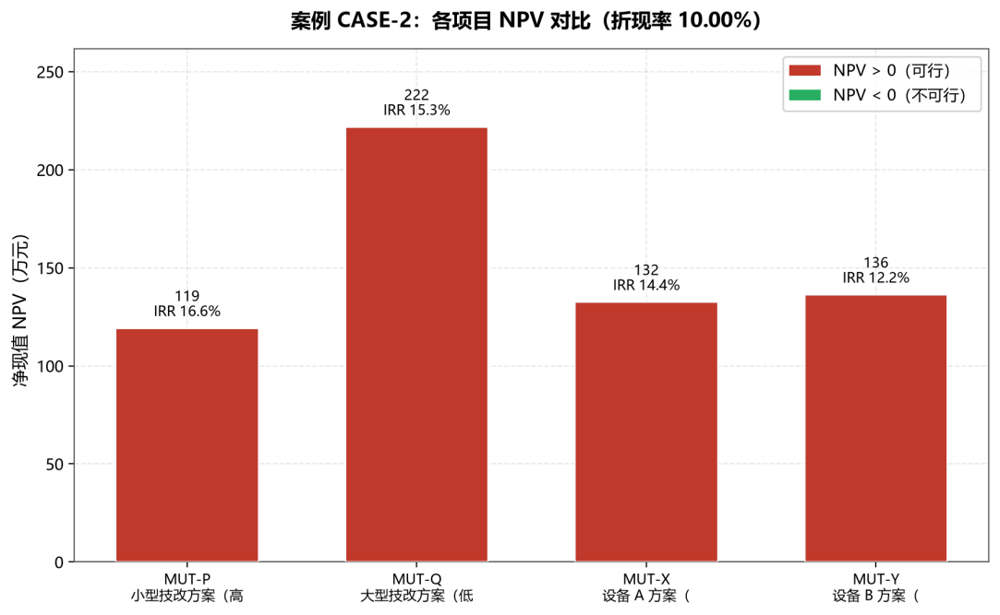 案例 CASE-2：各项目 NPV 对比（折现率 10.00%）
净现值 NPV（万元）
250
200
150
100
50
0
NPV > 0（可行）
NPV < 0（不可行）
119
IRR 16.6%
222
IRR 15.3%
132
IRR 14.4%
136
IRR 12.2%
MUT-P
小型技改方案（高
MUT-Q
大型技改方案（低
MUT-X
设备 A 方案（
MUT-Y
设备 B 方案（